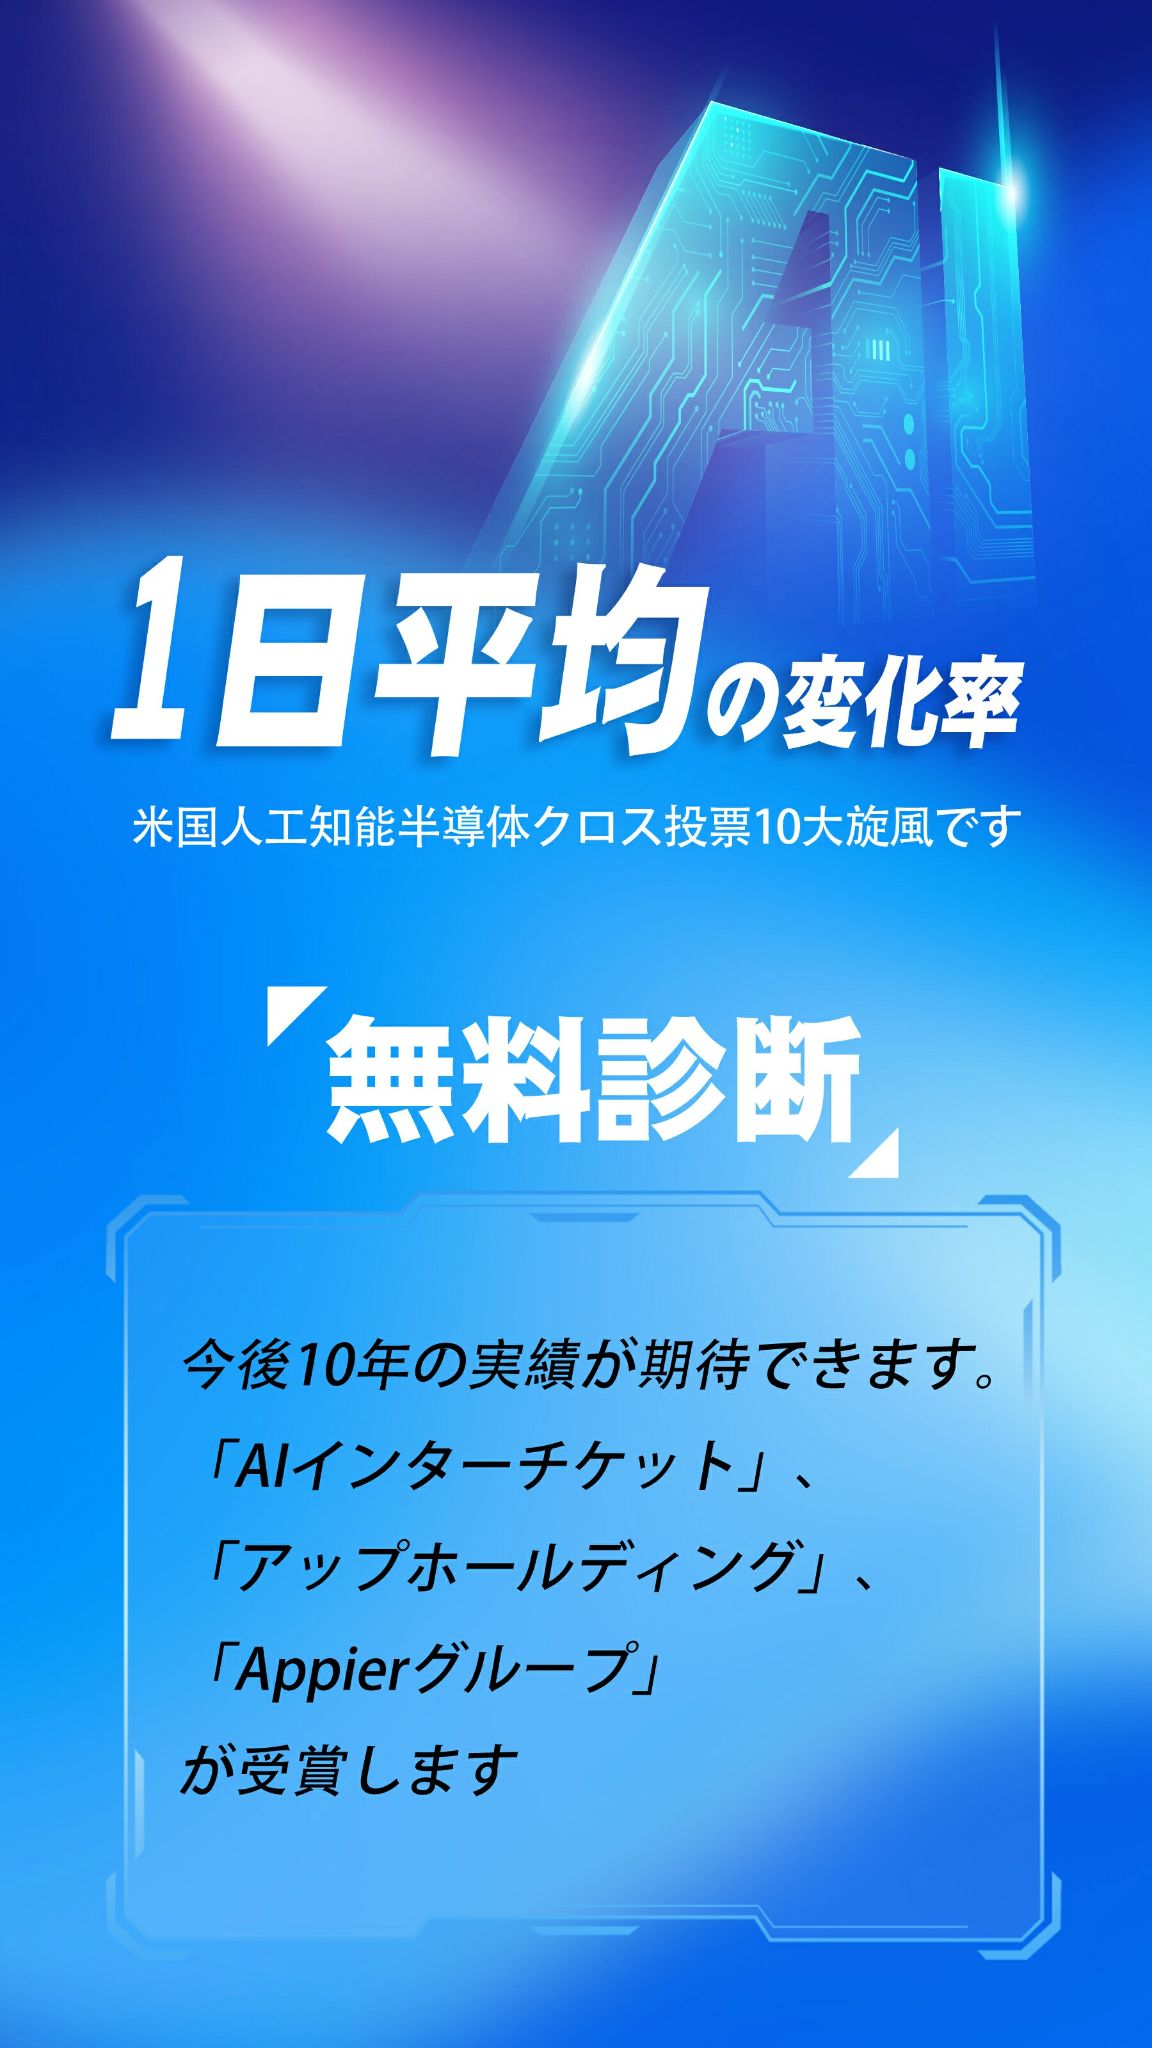 1日平均の変化率
米国人工知能半導体クロス投票10大旋風です
無料診断
今後10年の実績が期待できます。
「AIインターチケット」、
「アップホールディング」、
「Appierグループ」
が受賞します